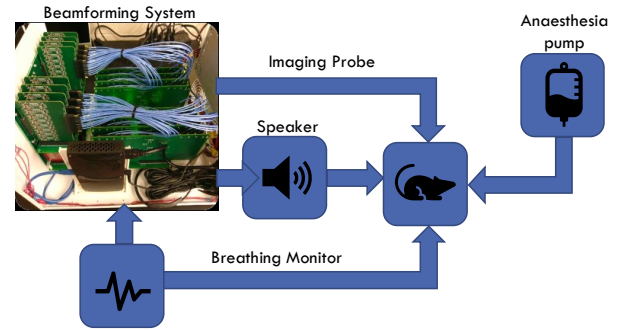 Beamforming System
Imaging Probe
Anaesthesia
pump
Speaker
Breathing Monitor